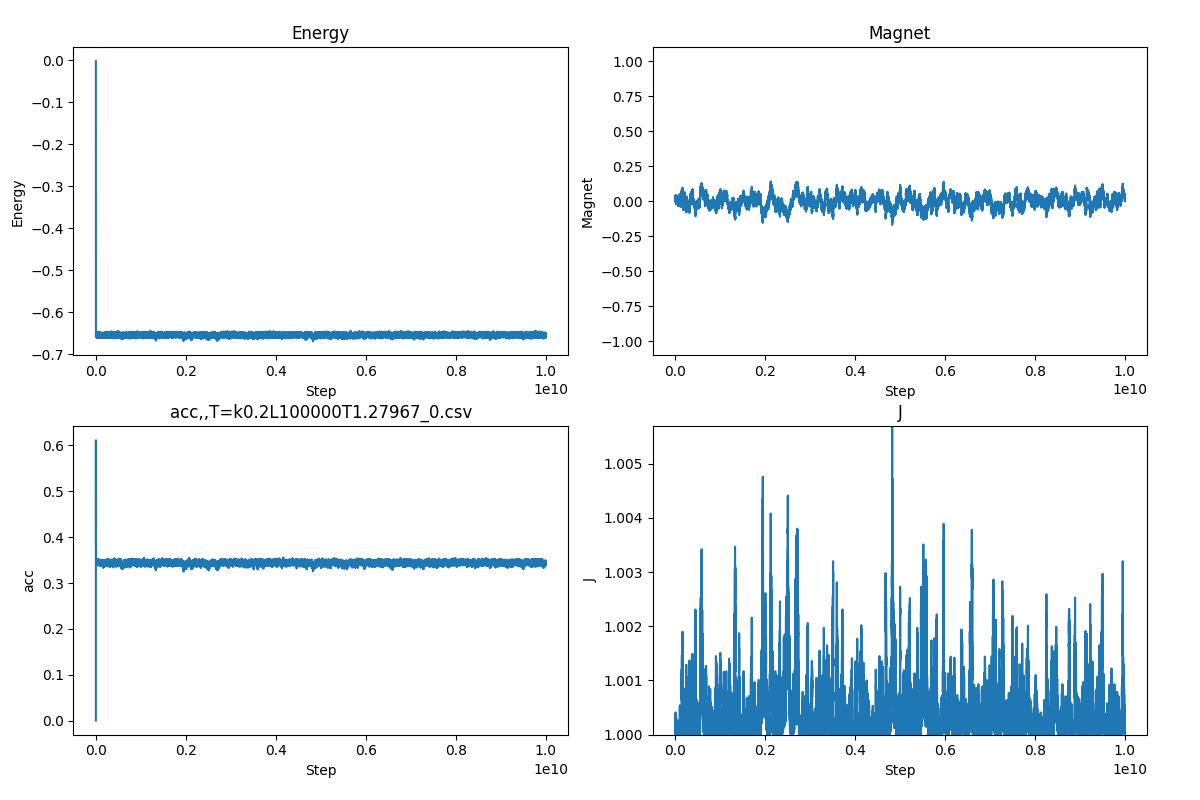 Energy
0.0
−0.1
−0.2
−0.3
−0.4
−0.5
−0.6
−0.7
Energy
0.0 0.2 0.4 0.6 0.8 1.0
1e10
Step
Magnet
1.00
0.75
0.50
0.25
0.00
−0.25
−0.50
−0.75
−1.00
Magnet
0.0 0.2 0.4 0.6 0.8 1.0
1e10
Step
acc,,T=k0.2L100000T1.27967_0.csv
0.6
0.5
0.4
0.3
0.2
0.1
0.0
acc
0.0 0.2 0.4 0.6 0.8 1.0
1e10
Step
J
1.005
1.004
1.003
1.002
1.001
1.000
J
0.0 0.2 0.4 0.6 0.8 1.0
1e10
Step